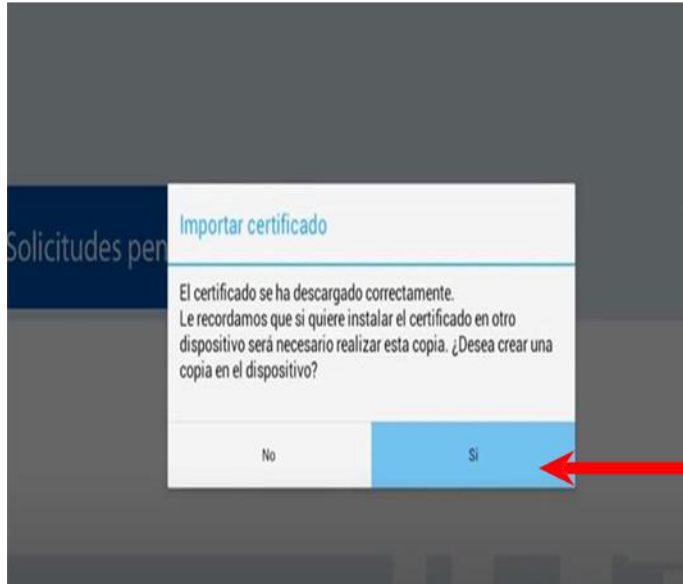 Solicitudes pen
Importar certificado
El certificado se ha descargado correctamente.
Le recordamos que si quiere instalar el certificado en otro
dispositivo será necesario realizar esta copia. ¿Desea crear una
copia en el dispositivo?
No
Si